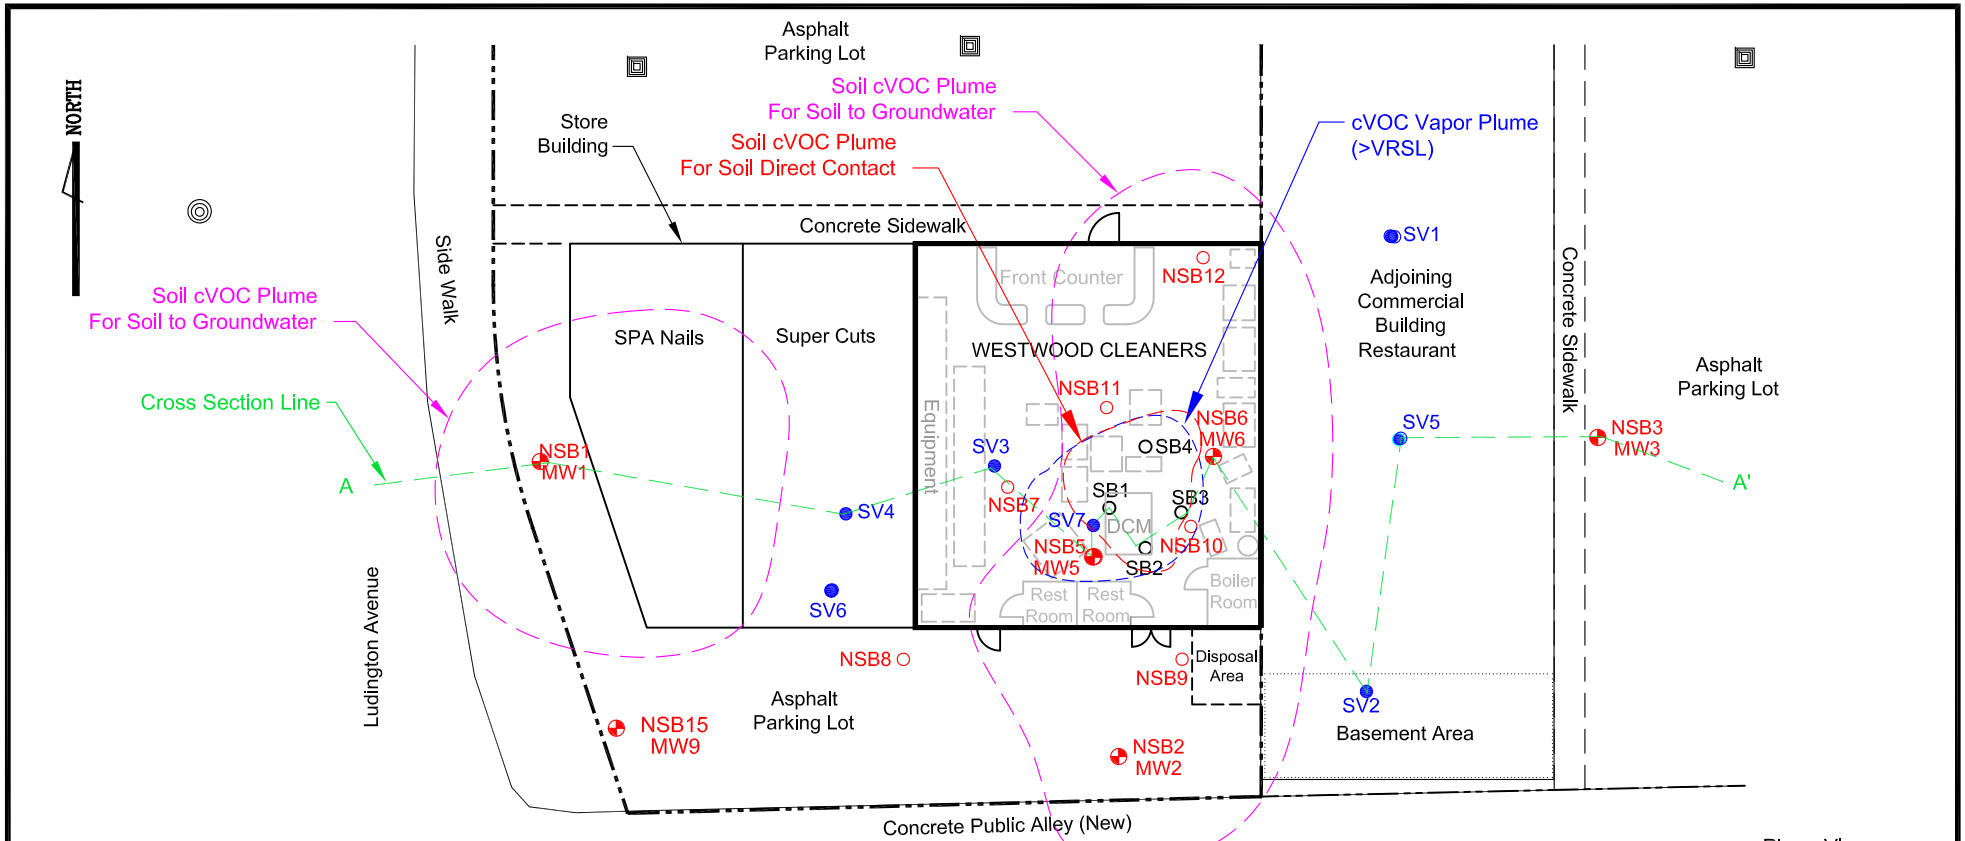 Asphalt
Parking Lot
NORTH
Soil cVOC Plume
For Soil to Groundwater
Store
Building
Soil cVOC Plume
For Soil Direct Contact
cVOC Vapor Plume
(>VRSL)
Concrete Sidewalk
SV1
Side Walk
Front Counter
NSB12
Adjoining
Commercial
Building
Restaurant
Concrete Sidewalk
Soil cVOC Plume
For Soil to Groundwater
SPA Nails
Super Cuts
WESTWOOD CLEANERS
Asphalt
Parking Lot
Cross Section Line
NSB11
Equipment
NSB6
MW6
SV5
NSB3
MW3
NSB1
MW1
SV3
SB4
A
A'
NSB7
SB1
SB3
SV4
SV7
DCM
NSB5
MW5
NSB10
SB2
SV6
Rest
Room
Rest
Room
Boiler
Room
Ludington Avenue
NSB8
NSB9
Disposal
Area
Asphalt
Parking Lot
SV2
NSB15
MW9
NSB2
MW2
Basement Area
Concrete Public Alley (New)